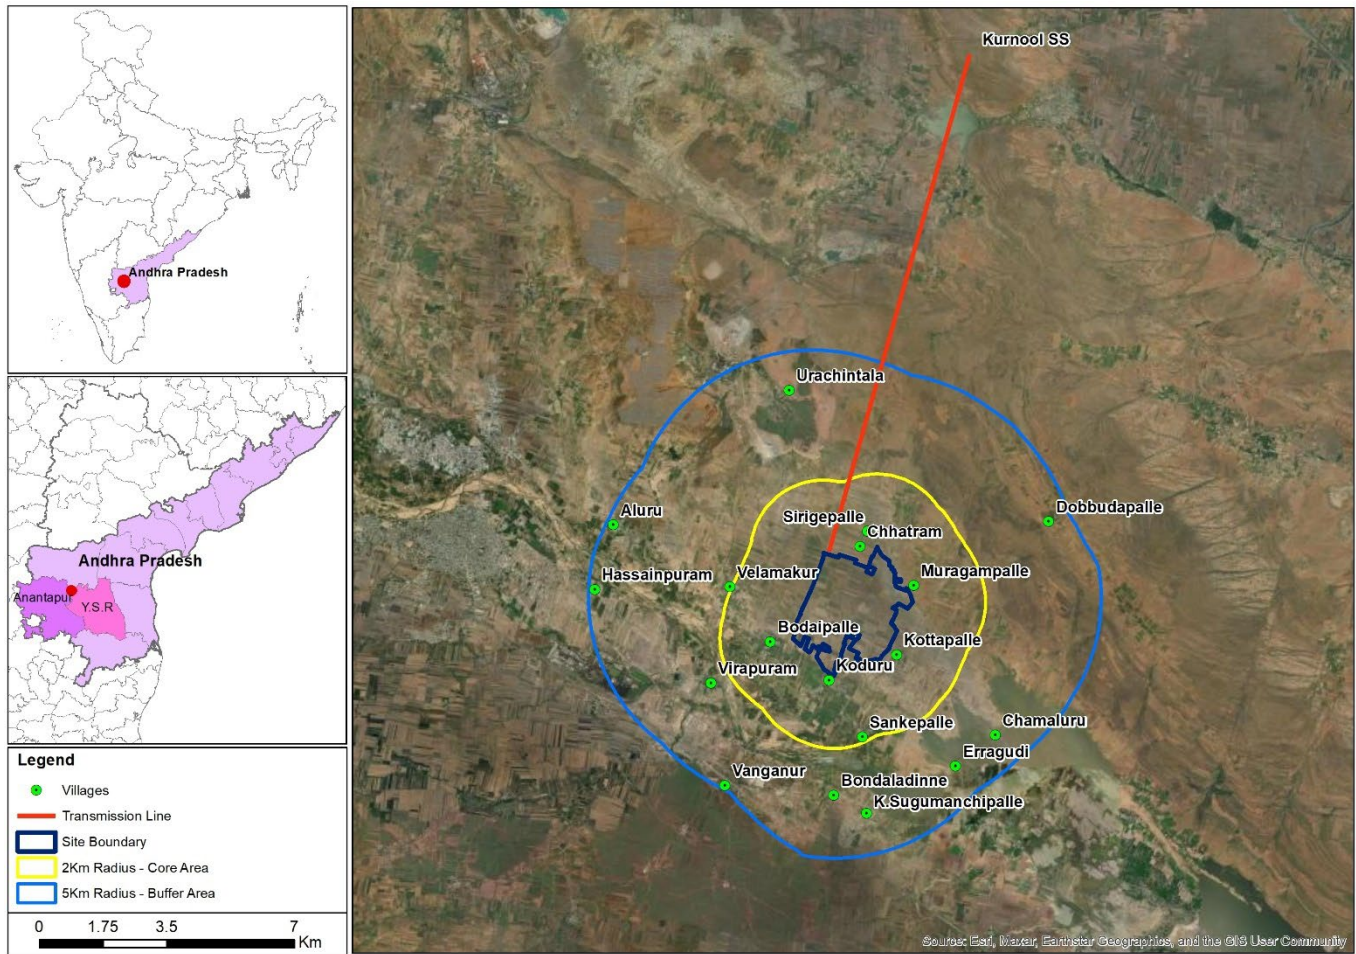 Andhra Pradesh
Andhra Pradesh
Anantapur
Y.S.R
Legend
Villages
Transmission Line
Site Boundary
2Km Radius - Core Area
5Km Radius - Buffer Area
0 1.75 3.5 7
Km
Kurnool SS
Urachintala
Dobbudapalle
Aluru
Sirigepalle
Chhatram
Hassainpuram
Velamakur
Muragampalle
Bodaipalle
Kottapalle
Virapuram
Koduru
Sankepalle
Chamaluru
Erragudi
Vanganur
Bondaladinne
K.Sugumanchipalle
Source: Esri, Maxar, Earthstar Geographics, and the GIS User Community